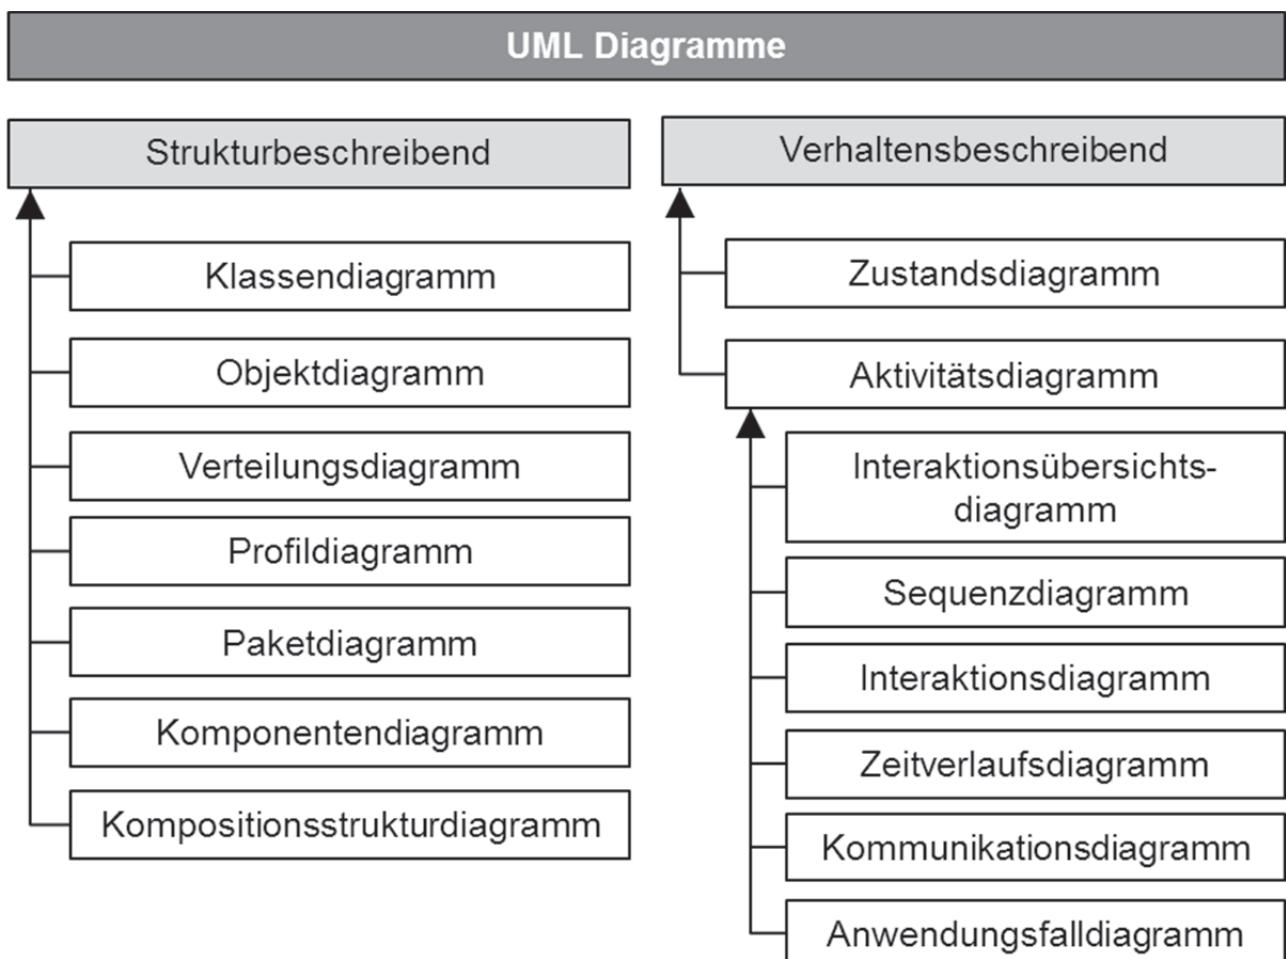 UML Diagramme
Strukturbeschreibend
Klassendiagramm
Objektdiagramm
Verteilungsdiagramm
Profildiagramm
Paketdiagramm
Komponentendiagramm
Kompositionsstrukturdiagramm
Verhaltensbeschreibend
Zustandsdiagramm
Aktivitätsdiagramm
Interaktionsübersichts-
diagramm
Sequenzdiagramm
Interaktionsdiagramm
Zeitverlaufsdiagramm
Kommunikationsdiagramm
Anwendungsfalldiagramm